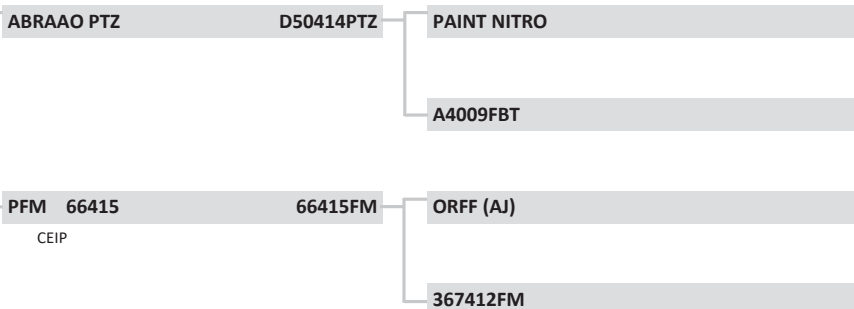 ABRAAO PTZ D50414PTZ PAINT NITRO
A4009FBT
PFM 66415 66415FM ORFF (AJ)
CEIP
367412FM